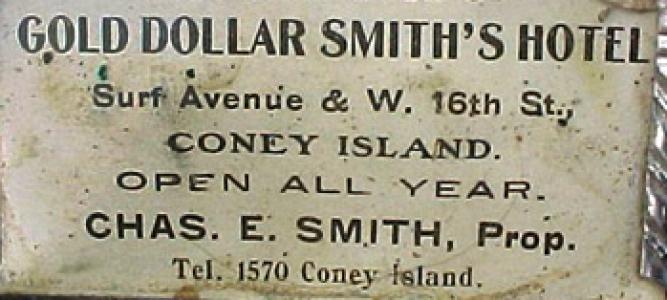 GOLD DOLLAR SMITH'S HOTEL
Surf Avenue & W. 16th St.,
CONEY ISLAND.
OPEN ALL YEAR.
CHAS. E. SMITH, Prop.
Tel. 1570 Coney Island.